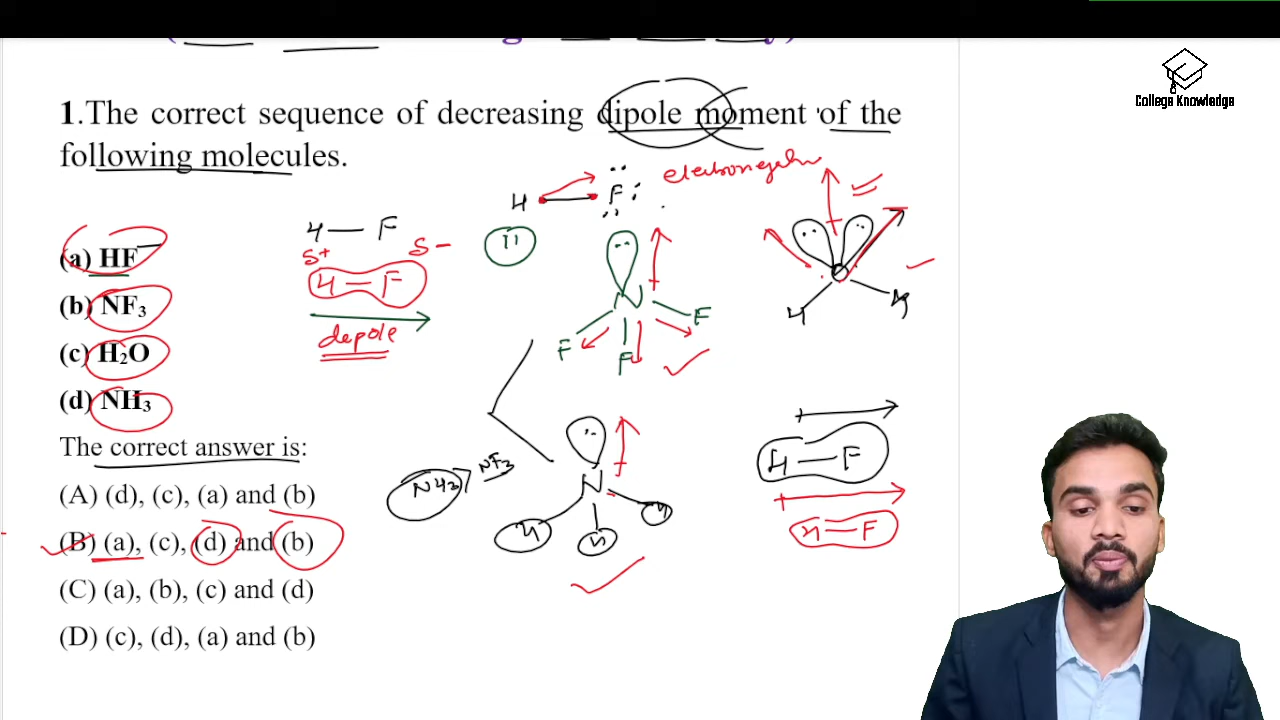 College Knowledge
1.The correct sequence of decreasing dipole moment of the
following molecules.
(a) HF
(b) NF₃
(c) H₂O
(d) NH₃
The correct answer is:
(A) (d), (c), (a) and (b)
(B) (a), (c), (d) and (b)
(C) (a), (b), (c) and (d)
(D) (c), (d), (a) and (b)
H — F
δ+ δ−
H — F
depole
H — F
N
F F F
NH₃ > NF₃
N
H H H
O
H H
H — F
H — F